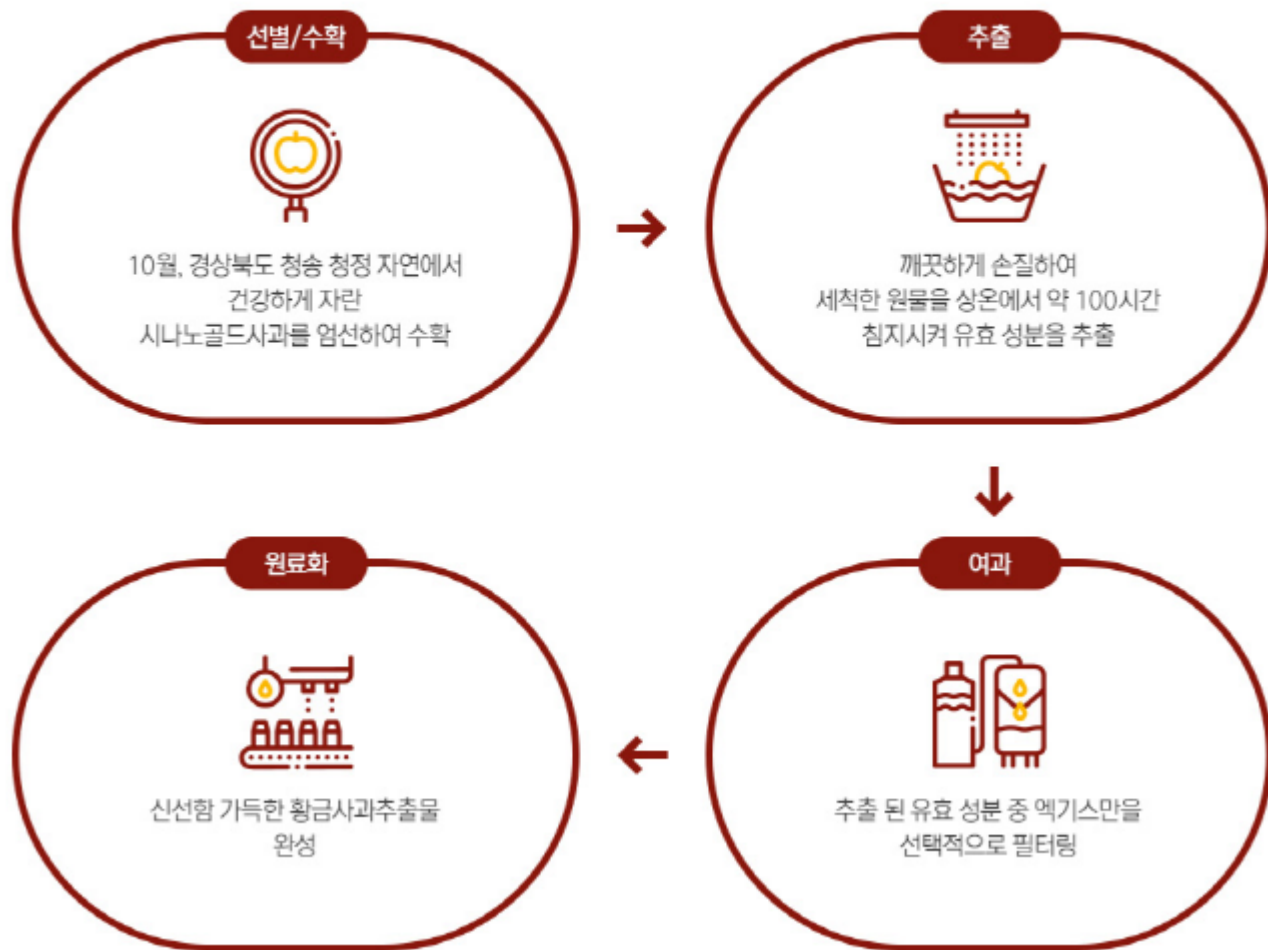 선별/수확
10월, 경상북도 청송 청정 자연에서
건강하게 자란
시나노골드사과를 엄선하여 수확
추출
깨끗하게 손질하여
세척한 원물을 상온에서 약 100시간
침지시켜 유효 성분을 추출
여과
추출 된 유효 성분 중 엑기스만을
선택적으로 필터링
원료화
신선함 가득한 황금사과추출물
완성